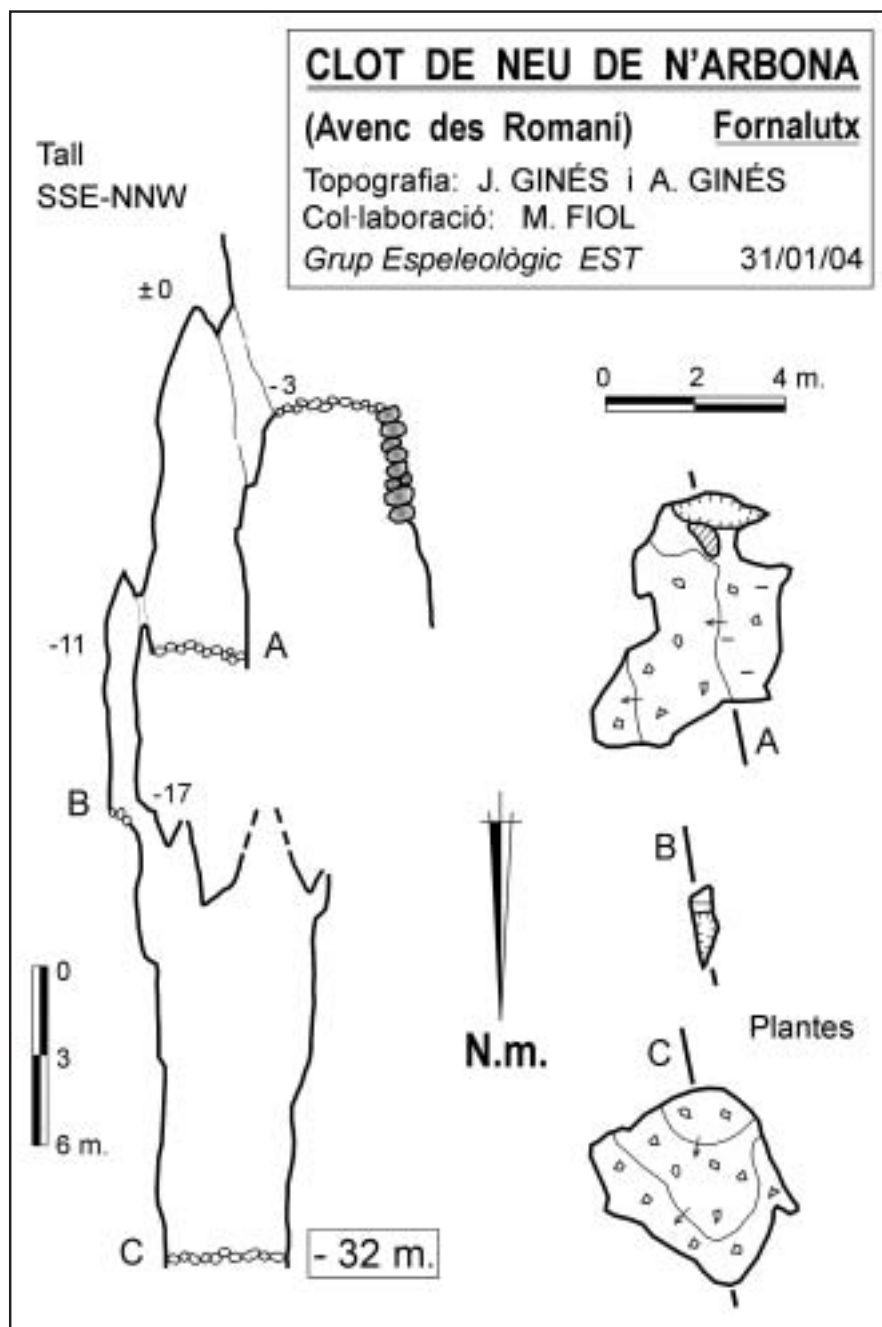 CLOT DE NEU DE N'ARBONA
(Avenc des Romaní) Fornalutx
Topografia: J. GINÉS i A. GINÉS
Col·laboració: M. FIOL
Grup Espeleològic EST 31/01/04
Tall
SSE-NNW
±0
-3
0 2 4 m.
-11
A
A
B
-17
B
0
3
6 m.
N.m.
Plantes
C
C
- 32 m.